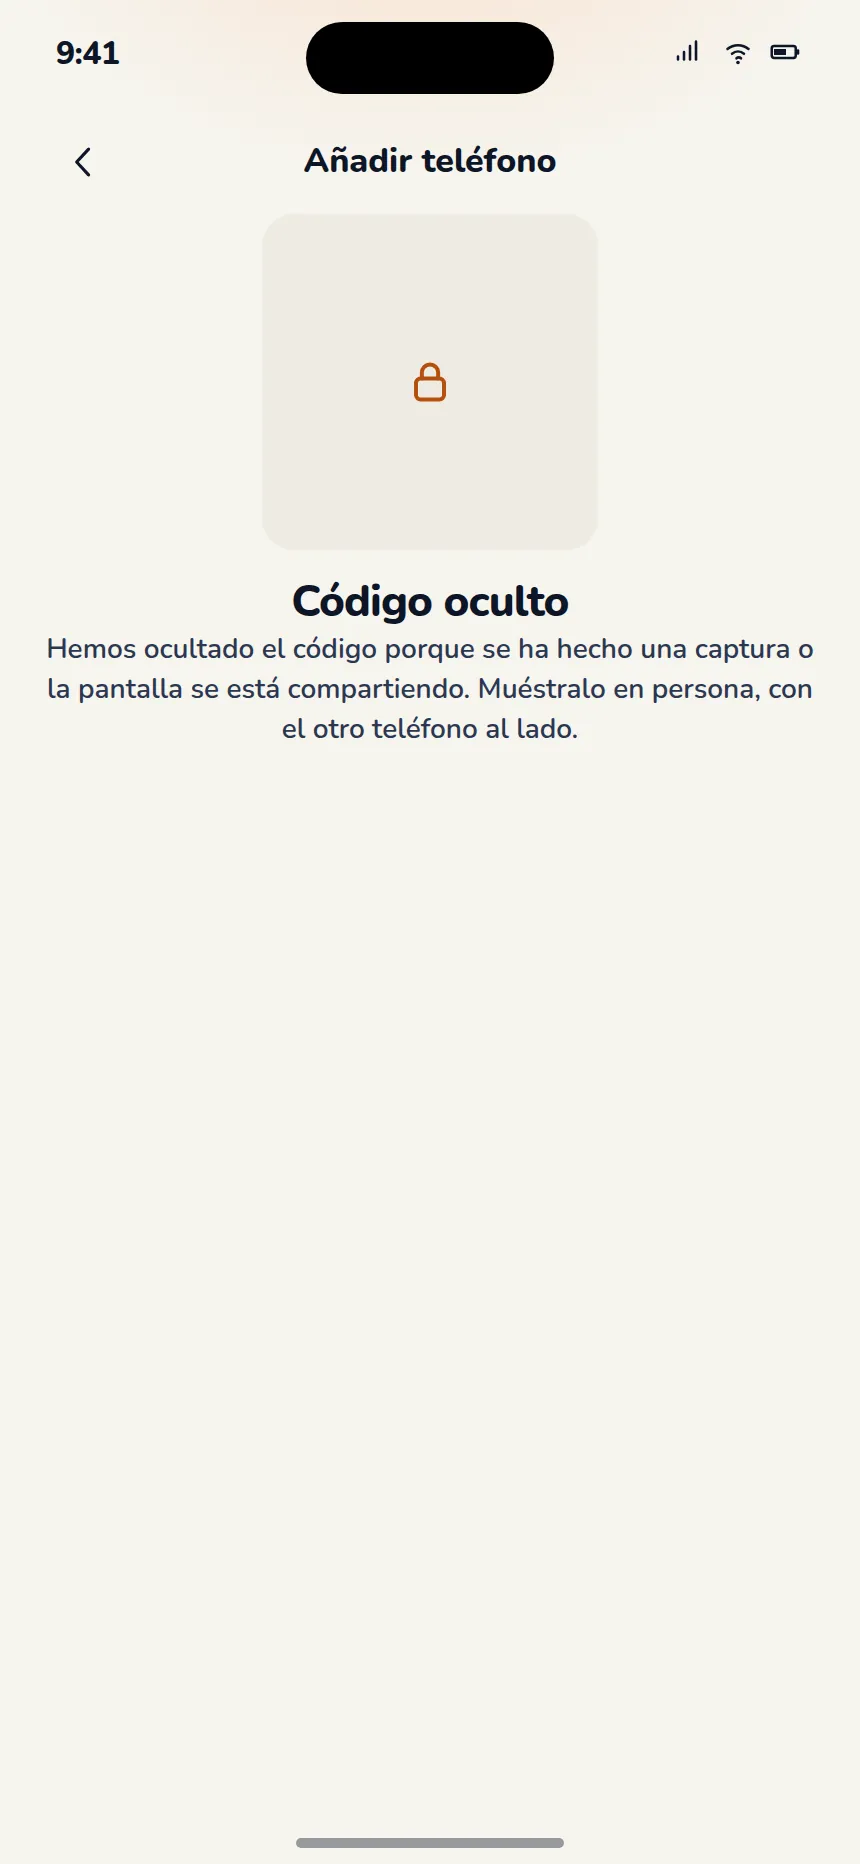 9:41
Añadir teléfono
Código oculto
Hemos ocultado el código porque se ha hecho una captura o
la pantalla se está compartiendo. Muéstralo en persona, con
el otro teléfono al lado.